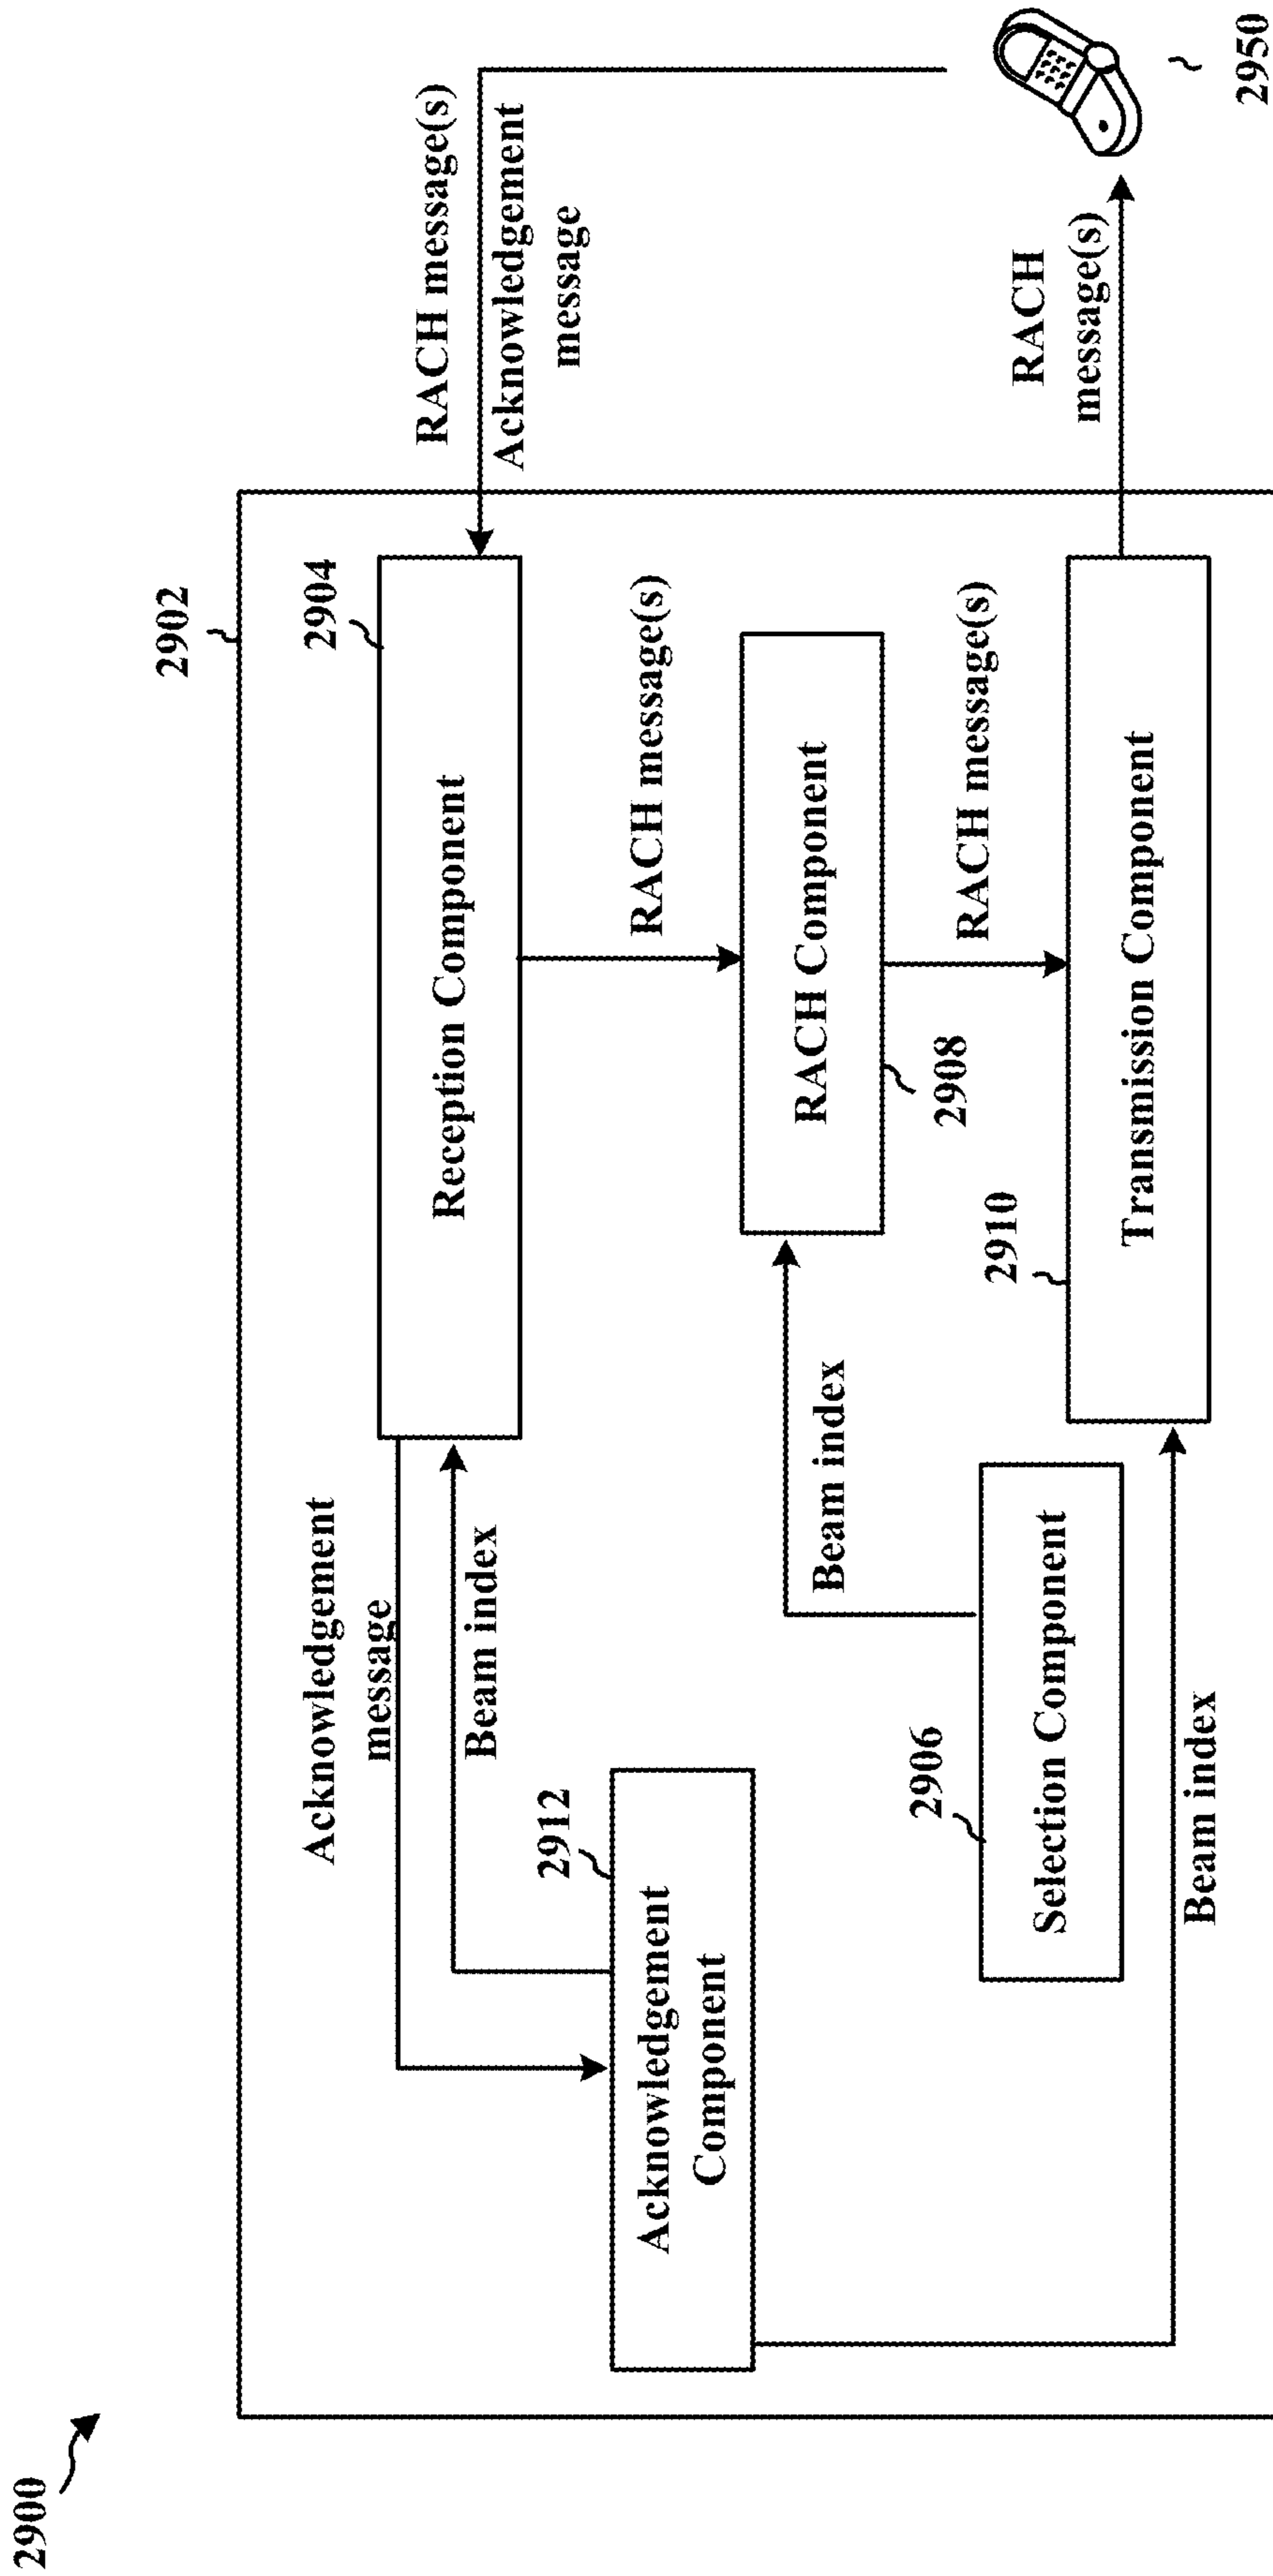 2900
2902
Acknowledgement
message
Beam index
Reception Component
2904
RACH message(s)
Acknowledgement
message
Acknowledgement
Component
2912
RACH message(s)
Beam index
RACH Component
2908
2906
Selection Component
RACH message(s)
2910
Transmission Component
Beam index
RACH
message(s)
2950